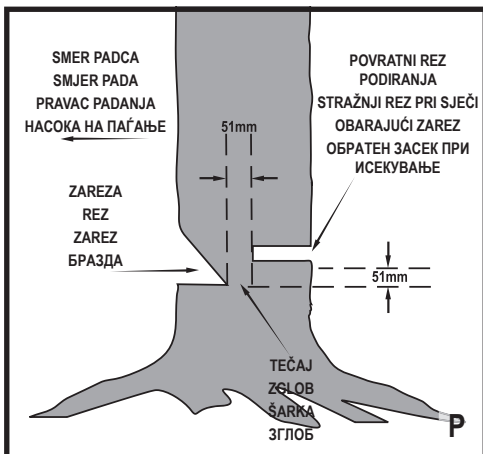 SMER PADCA
SMJER PADA
PRAVAC PADANJA
НАСОКА НА ПАЃАЊЕ
POVRATNI REZ
PODIRANJA
STRAŽNJI REZ PRI SJEČI
OBARAJUĆI ZAREZ
ОБРАТЕН ЗАСЕК ПРИ
ИСЕКУВАЊЕ
51mm
ZAREZA
REZ
ZAREZ
БРАЗДА
51mm
TEČAJ
ZGLOB
ŠARKA
ЗГЛОБ
P